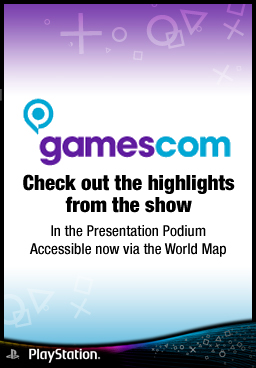 gamescom
Check out the highlights
from the show
In the Presentation Podium
Accessible now via the World Map
PlayStation.